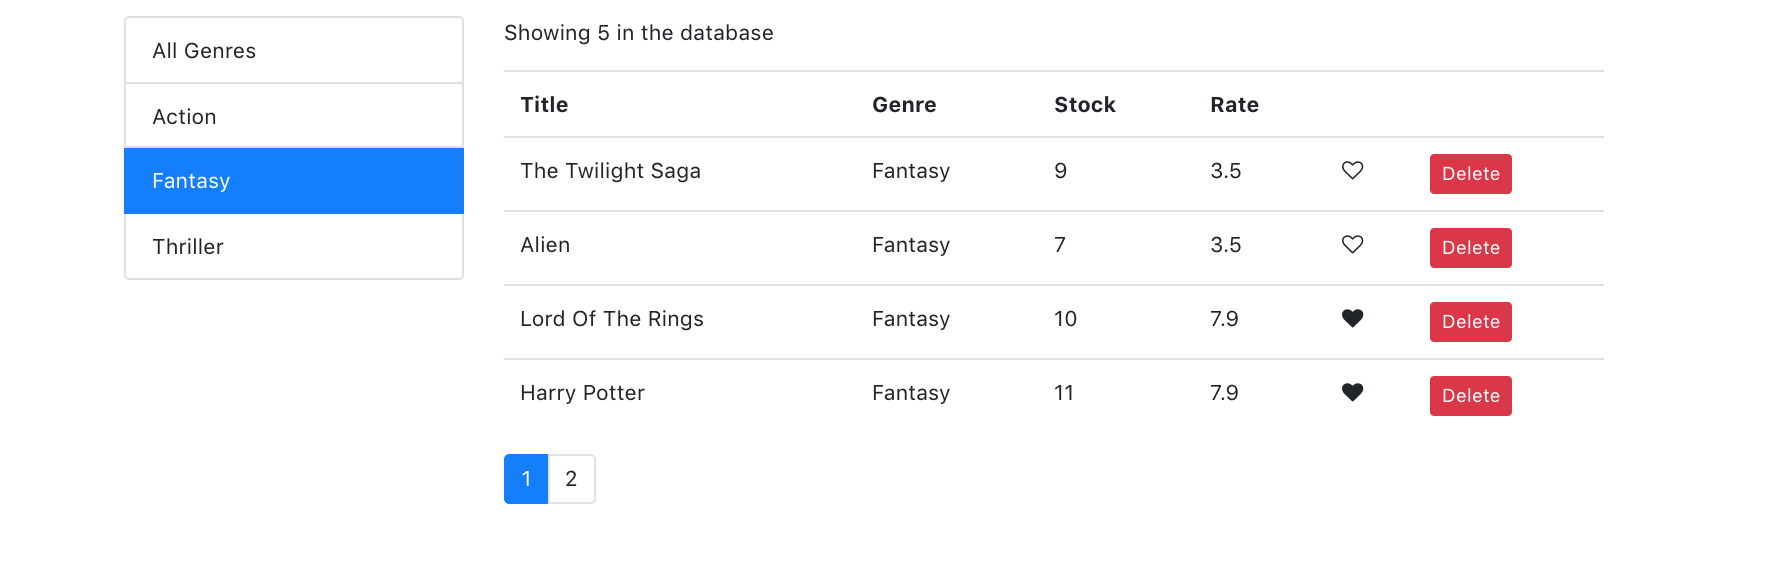 All Genres
Action
Fantasy
Thriller
Showing 5 in the database
Title Genre Stock Rate
The Twilight Saga Fantasy 9 3.5 Delete
Alien Fantasy 7 3.5 Delete
Lord Of The Rings Fantasy 10 7.9 Delete
Harry Potter Fantasy 11 7.9 Delete
1 2